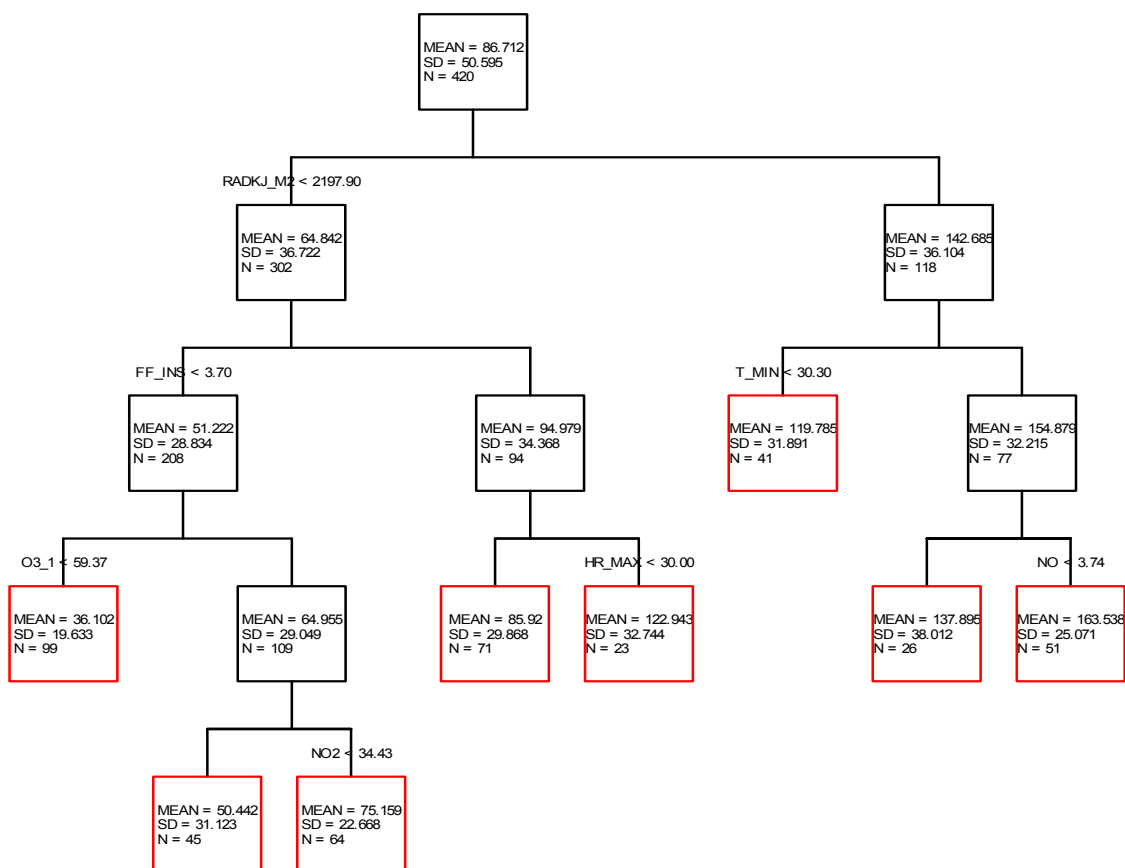 MEAN = 86.712
SD = 50.595
N = 420
RADKJ_M2 < 2197.90
MEAN = 64.842
SD = 36.722
N = 302
MEAN = 142.685
SD = 36.104
N = 118
FF_INS < 3.70
T_MIN < 30.30
MEAN = 51.222
SD = 28.834
N = 208
MEAN = 94.979
SD = 34.368
N = 94
MEAN = 119.785
SD = 31.891
N = 41
MEAN = 154.879
SD = 32.215
N = 77
O3_1 < 59.37
HR_MAX < 30.00
NO < 3.74
MEAN = 36.102
SD = 19.633
N = 99
MEAN = 64.955
SD = 29.049
N = 109
MEAN = 85.92
SD = 29.868
N = 71
MEAN = 122.943
SD = 32.744
N = 23
MEAN = 137.895
SD = 38.012
N = 26
MEAN = 163.538
SD = 25.071
N = 51
NO2 < 34.43
MEAN = 50.442
SD = 31.123
N = 45
MEAN = 75.159
SD = 22.668
N = 64